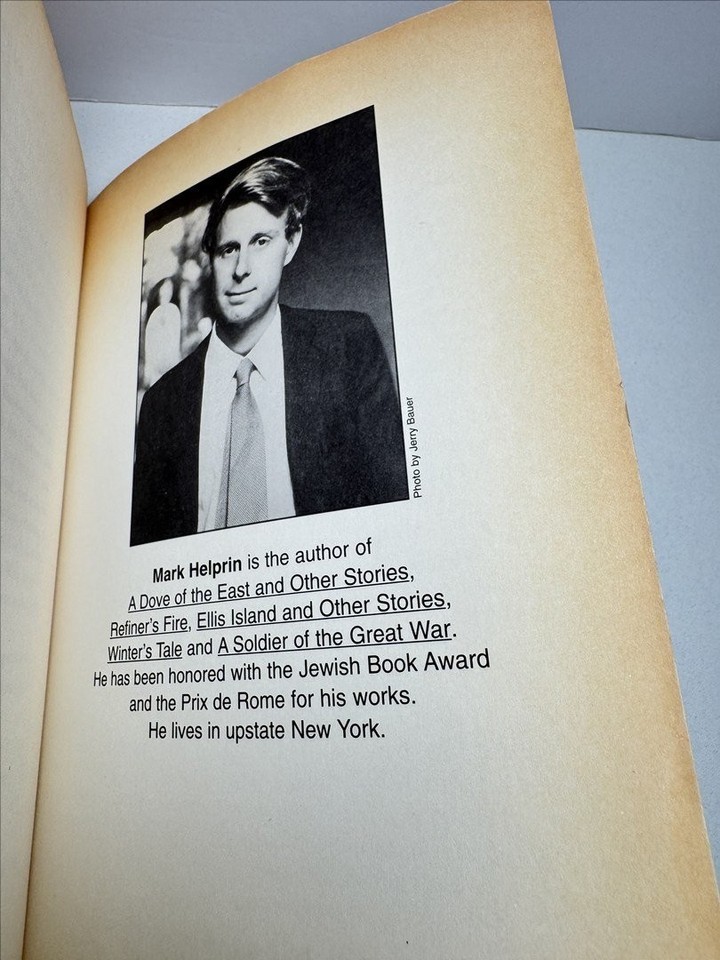 Photo by Jerry Bauer
Mark Helprin is the author of
A Dove of the East and Other Stories,
Refiner's Fire, Ellis Island and Other Stories,
Winter's Tale and A Soldier of the Great War.
He has been honored with the Jewish Book Award
and the Prix de Rome for his works.
He lives in upstate New York.